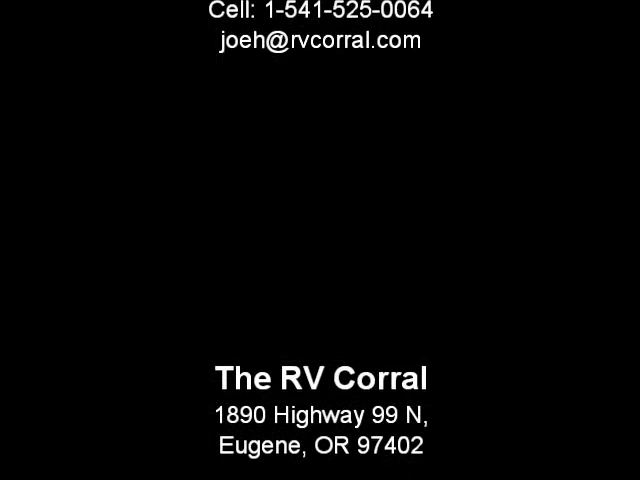 Cell: 1-541-525-0064
joeh@rvcorral.com
The RV Corral
1890 Highway 99 N,
Eugene, OR 97402